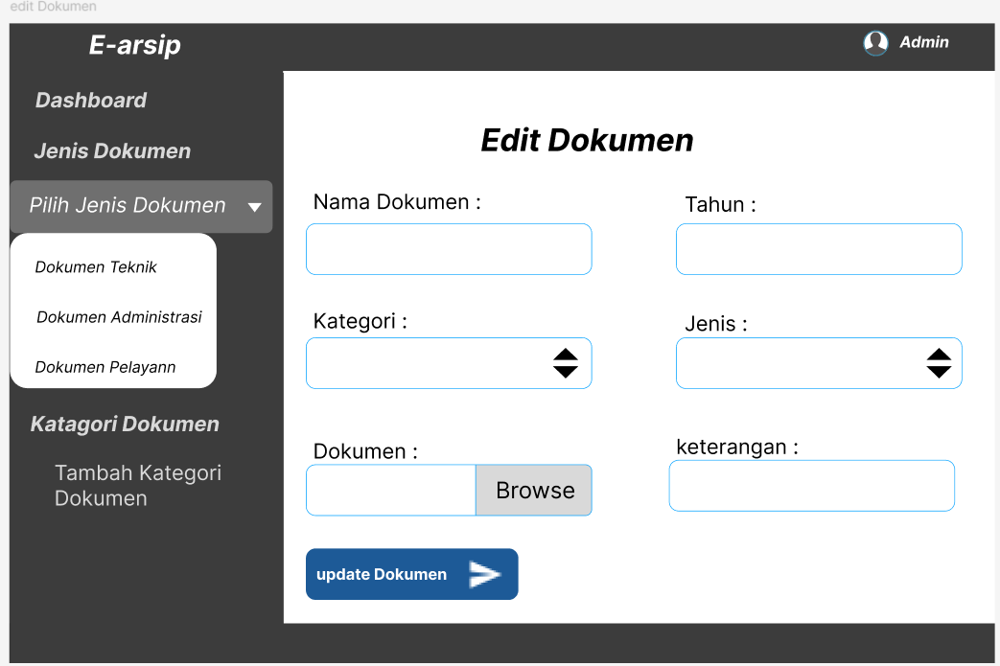 edit Dokumen
E-arsip
Admin
Dashboard
Jenis Dokumen
Pilih Jenis Dokumen
Dokumen Teknik
Dokumen Administrasi
Dokumen Pelayann
Katagori Dokumen
Tambah Kategori
Dokumen
Edit Dokumen
Nama Dokumen :
Tahun :
Kategori :
Jenis :
Dokumen :
keterangan :
Browse
update Dokumen